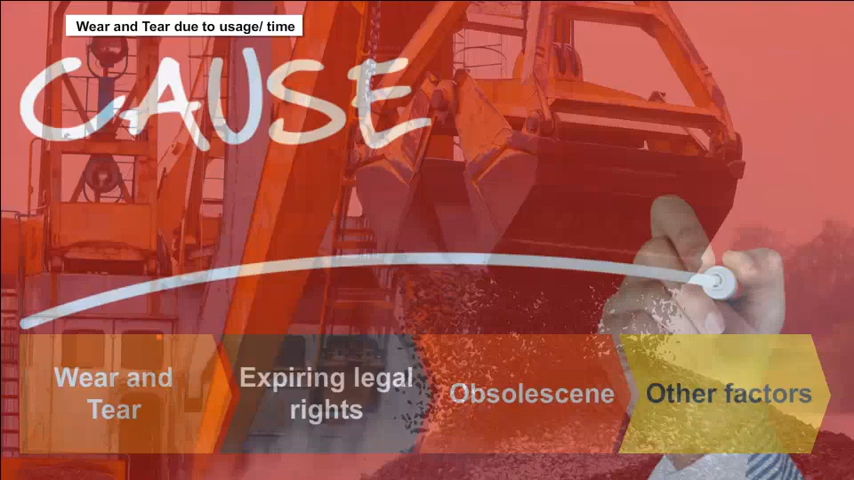 Wear and Tear due to usage/ time
CAUSE
Wear and
Tear
Expiring legal
rights
Obsolescene
Other factors